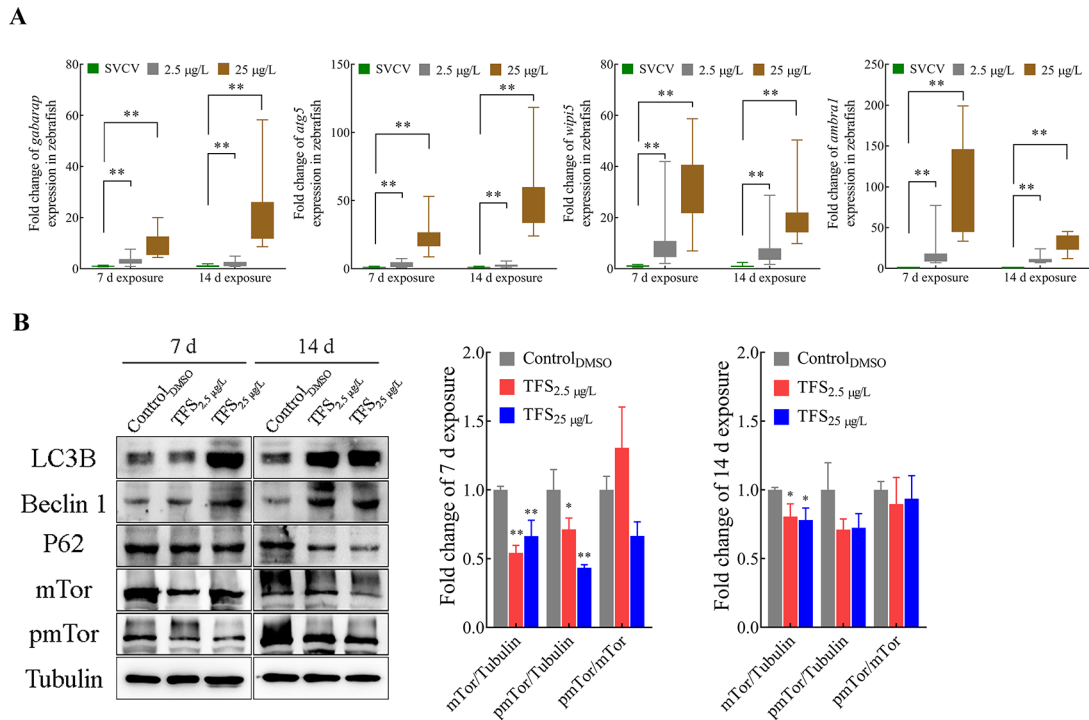 A
Fold change of gabarap
expression in zebrafish
SVCV 2.5 µg/L 25 µg/L
80
60
40
20
0
**
**
**
**
7 d exposure 14 d exposure
Fold change of atg5
expression in zebrafish
SVCV 2.5 µg/L 25 µg/L
150
100
50
0
**
**
**
**
7 d exposure 14 d exposure
Fold change of wipi5
expression in zebrafish
SVCV 2.5 µg/L 25 µg/L
80
60
40
20
0
**
**
**
**
7 d exposure 14 d exposure
Fold change of ambra1
expression in zebrafish
SVCV 2.5 µg/L 25 µg/L
250
200
150
100
50
0
**
**
**
**
7 d exposure 14 d exposure
B
7 d 14 d
ControlDMSO TFS2.5 µg/L TFS25 µg/L ControlDMSO TFS2.5 µg/L TFS25 µg/L
LC3B
Beclin 1
P62
mTor
pmTor
Tubulin
Fold change of 7 d exposure
2.0
1.5
1.0
0.5
0.0
ControlDMSO
TFS2.5 µg/L
TFS25 µg/L
** ** * **
mTor/Tubulin pmTor/Tubulin pmTor/mTor
Fold change of 14 d exposure
2.0
1.5
1.0
0.5
0.0
ControlDMSO
TFS2.5 µg/L
TFS25 µg/L
* *
mTor/Tubulin pmTor/Tubulin pmTor/mTor